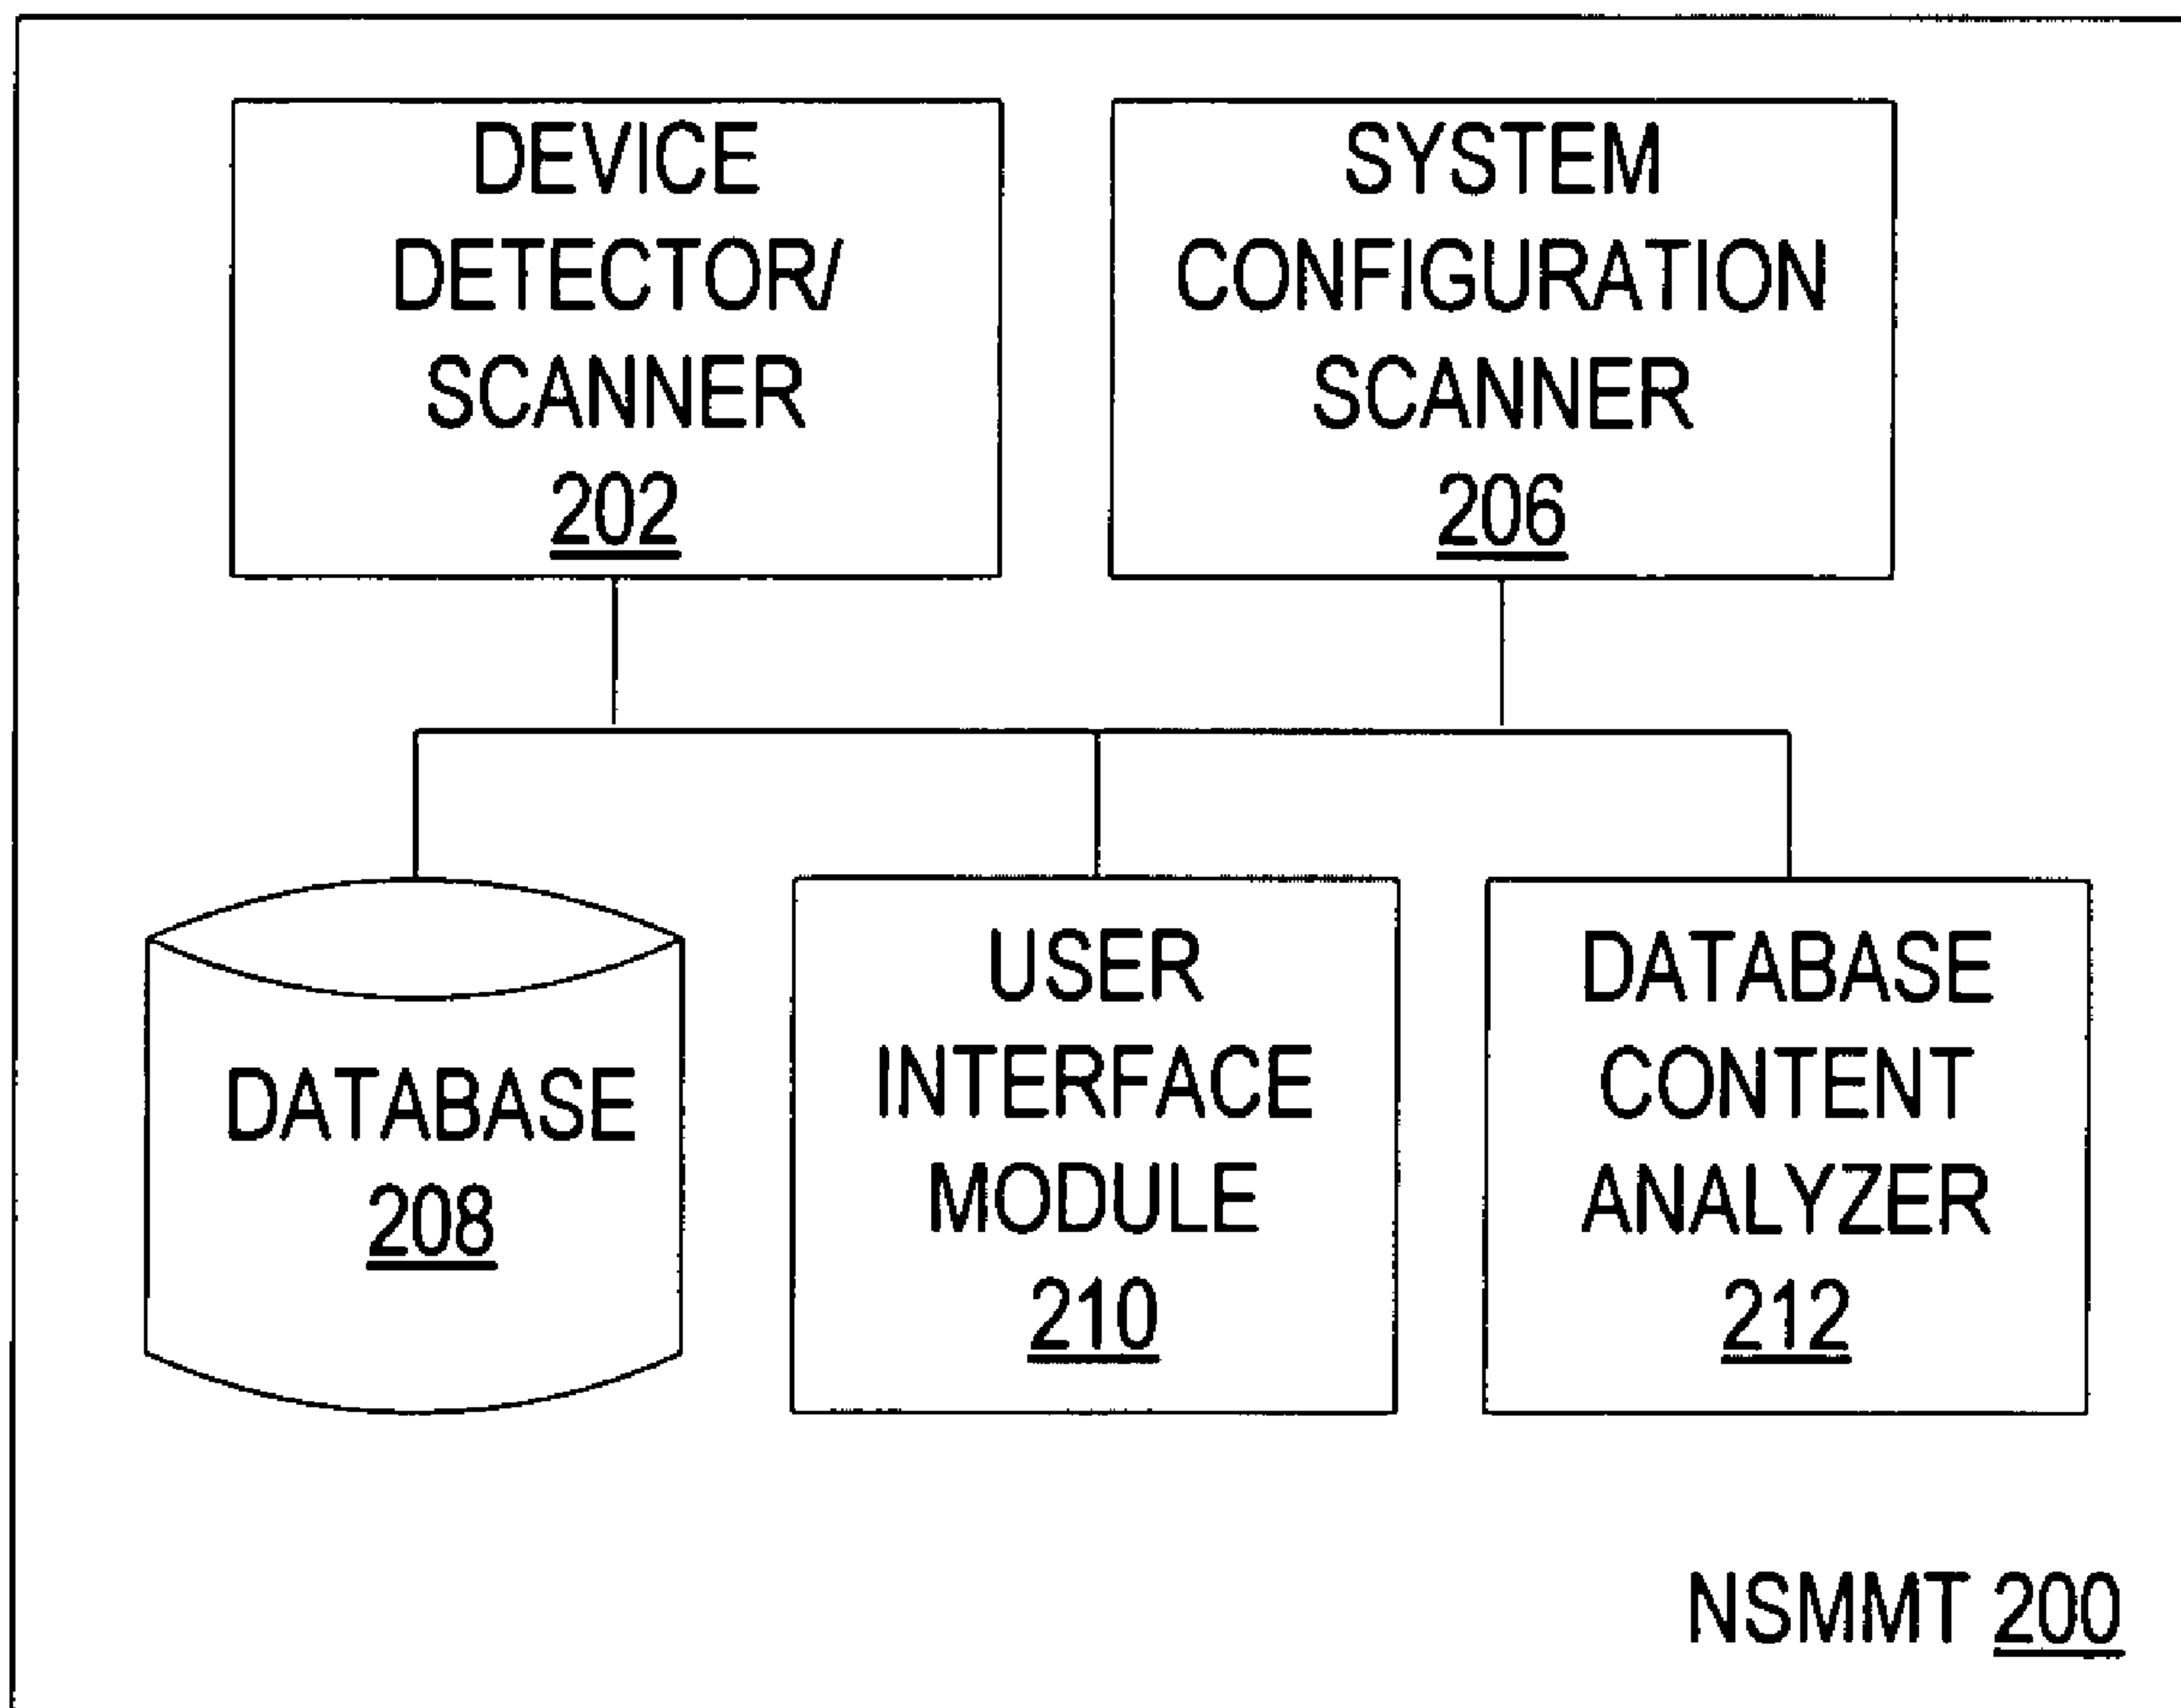 DEVICE
DETECTOR/
SCANNER
202
SYSTEM
CONFIGURATION
SCANNER
206
DATABASE
208
USER
INTERFACE
MODULE
210
DATABASE
CONTENT
ANALYZER
212
NSMMT 200